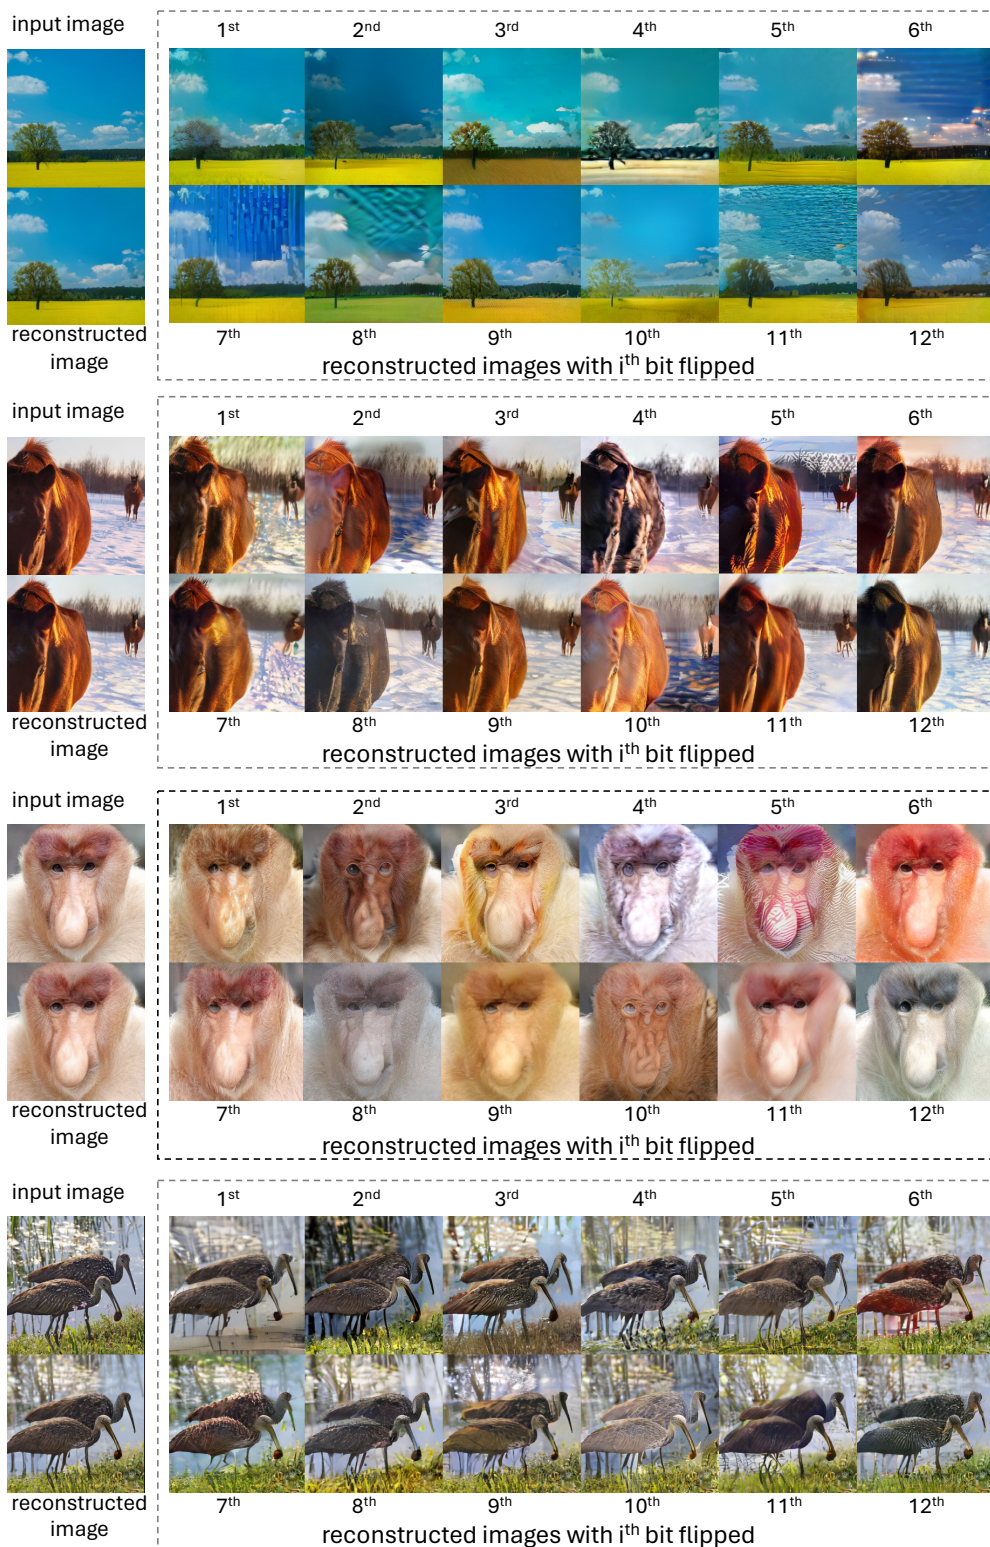 input image
1st 2nd 3rd 4th 5th 6th
reconstructed image
7th 8th 9th 10th 11th 12th
reconstructed images with ith bit flipped
input image
1st 2nd 3rd 4th 5th 6th
reconstructed image
7th 8th 9th 10th 11th 12th
reconstructed images with ith bit flipped
input image
1st 2nd 3rd 4th 5th 6th
reconstructed image
7th 8th 9th 10th 11th 12th
reconstructed images with ith bit flipped
input image
1st 2nd 3rd 4th 5th 6th
reconstructed image
7th 8th 9th 10th 11th 12th
reconstructed images with ith bit flipped